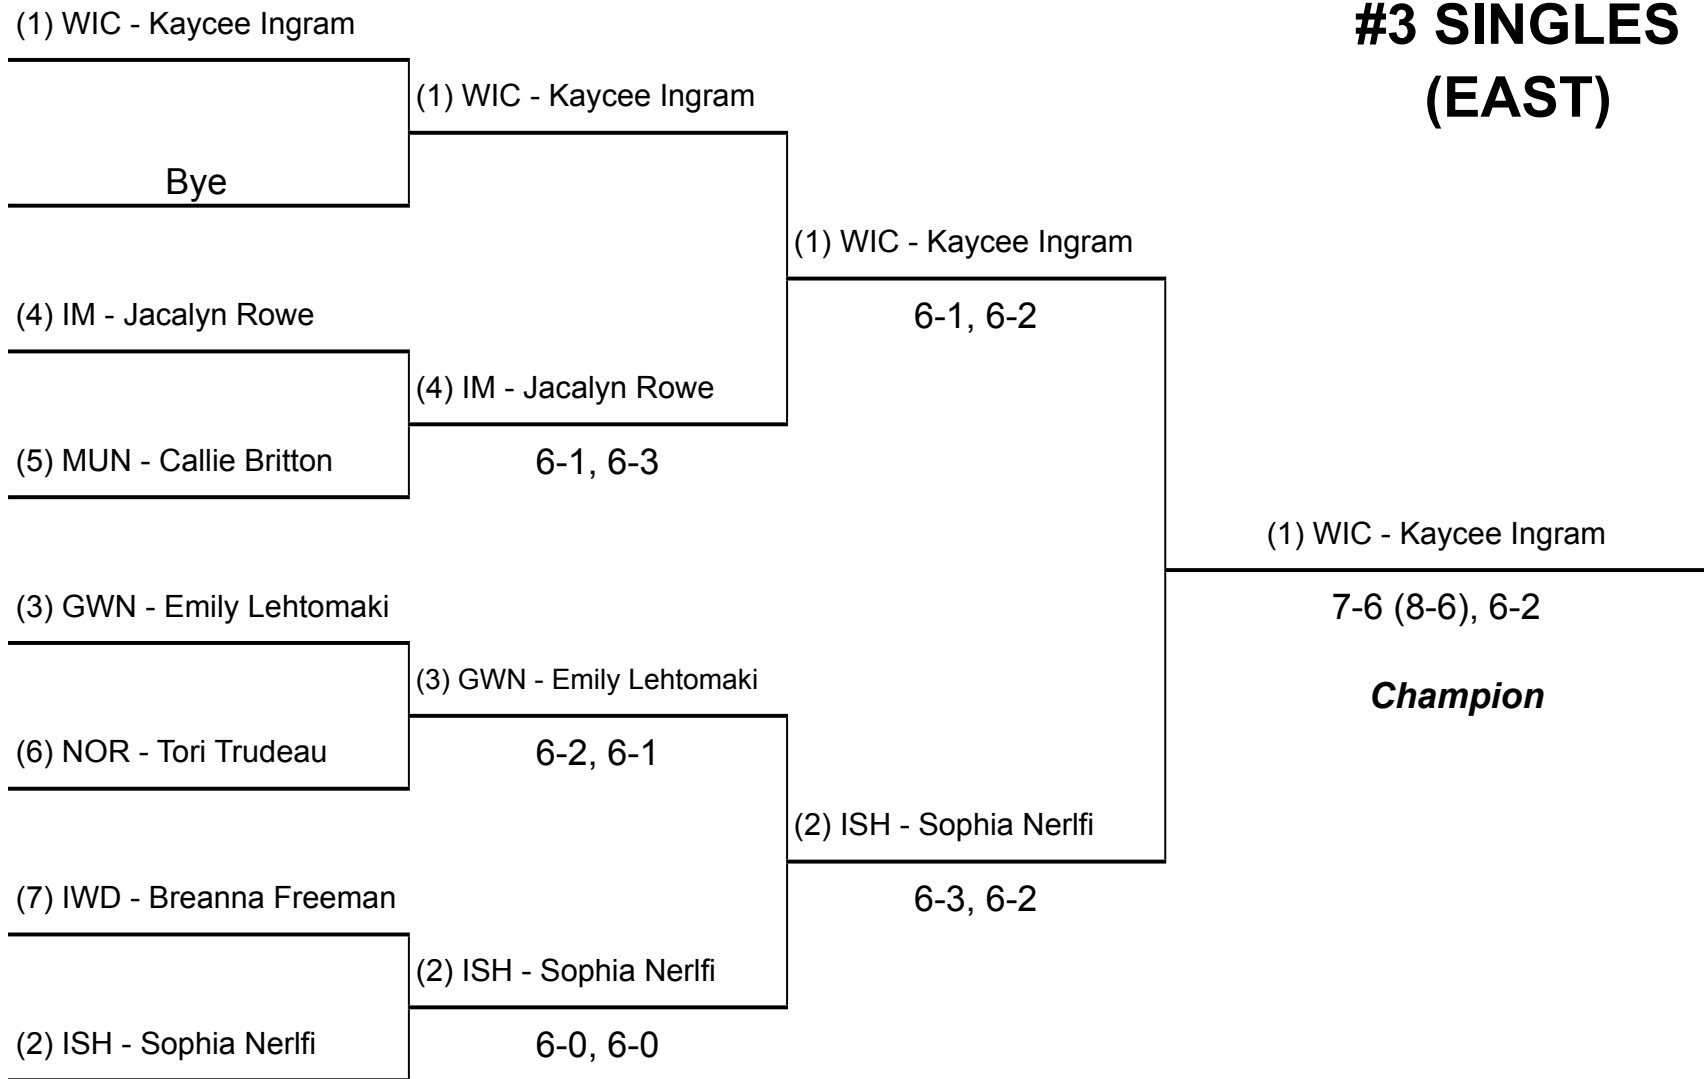 #3 SINGLES
(EAST)
(1) WIC - Kaycee Ingram
Bye
(4) IM - Jacalyn Rowe
(5) MUN - Callie Britton
(3) GWN - Emily Lehtomaki
(6) NOR - Tori Trudeau
(7) IWD - Breanna Freeman
(2) ISH - Sophia Nerlfi
(1) WIC - Kaycee Ingram
(4) IM - Jacalyn Rowe
6-1, 6-3
(3) GWN - Emily Lehtomaki
6-2, 6-1
(2) ISH - Sophia Nerlfi
6-0, 6-0
(1) WIC - Kaycee Ingram
6-1, 6-2
(2) ISH - Sophia Nerlfi
6-3, 6-2
(1) WIC - Kaycee Ingram
7-6 (8-6), 6-2
Champion